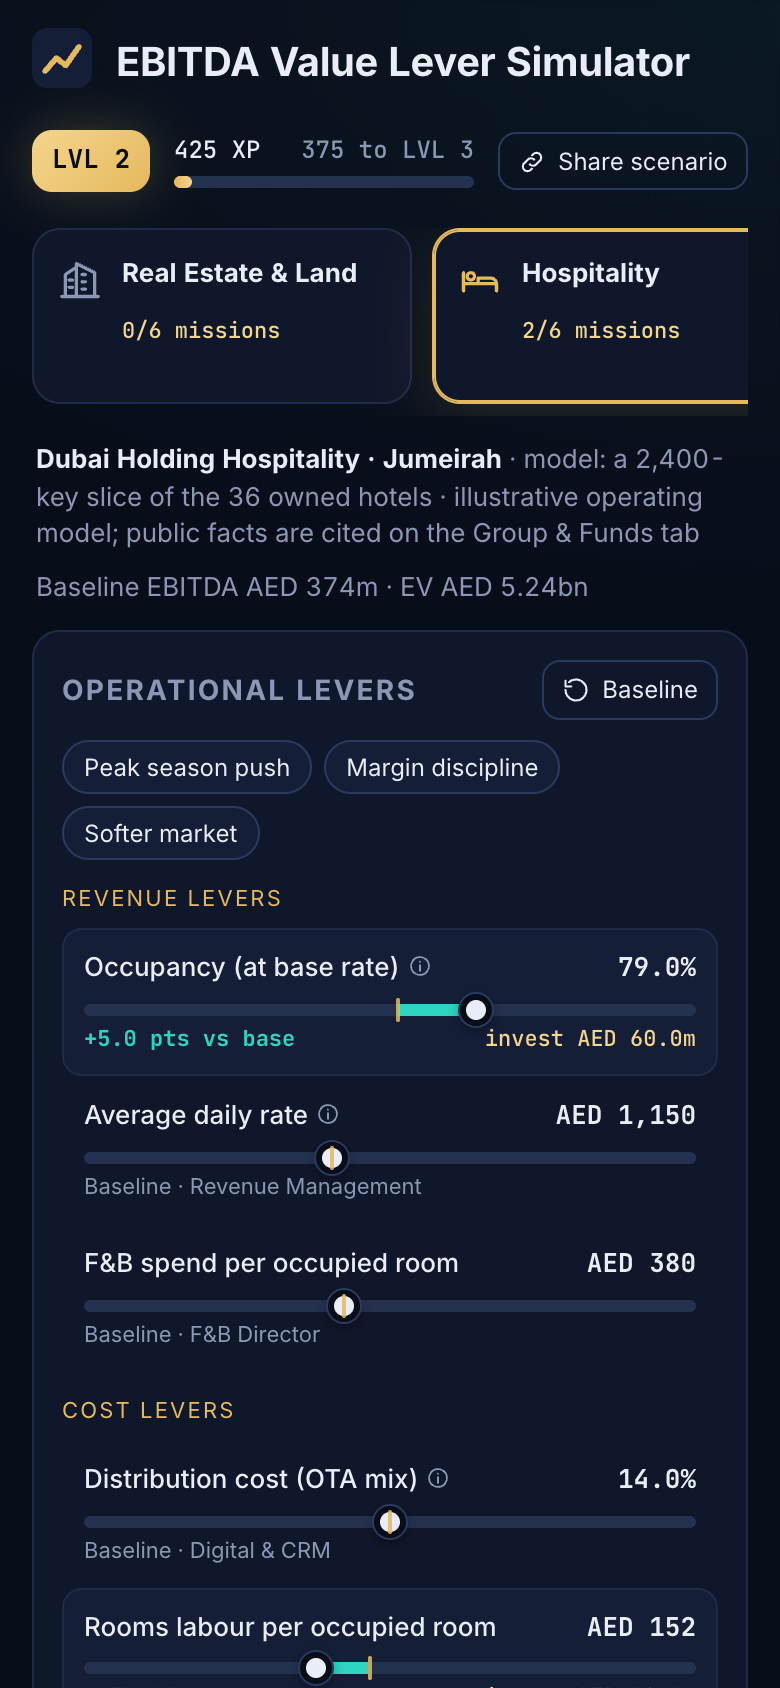 EBITDA Value Lever Simulator
LVL 2
425 XP
375 to LVL 3
Share scenario
Real Estate & Land
0/6 missions
Hospitality
2/6 missions
Dubai Holding Hospitality · Jumeirah · model: a 2,400-
key slice of the 36 owned hotels · illustrative operating
model; public facts are cited on the Group & Funds tab
Baseline EBITDA AED 374m · EV AED 5.24bn
OPERATIONAL LEVERS
Baseline
Peak season push
Margin discipline
Softer market
REVENUE LEVERS
Occupancy (at base rate)
79.0%
+5.0 pts vs base
invest AED 60.0m
Average daily rate
AED 1,150
Baseline · Revenue Management
F&B spend per occupied room
AED 380
Baseline · F&B Director
COST LEVERS
Distribution cost (OTA mix)
14.0%
Baseline · Digital & CRM
Rooms labour per occupied room
AED 152